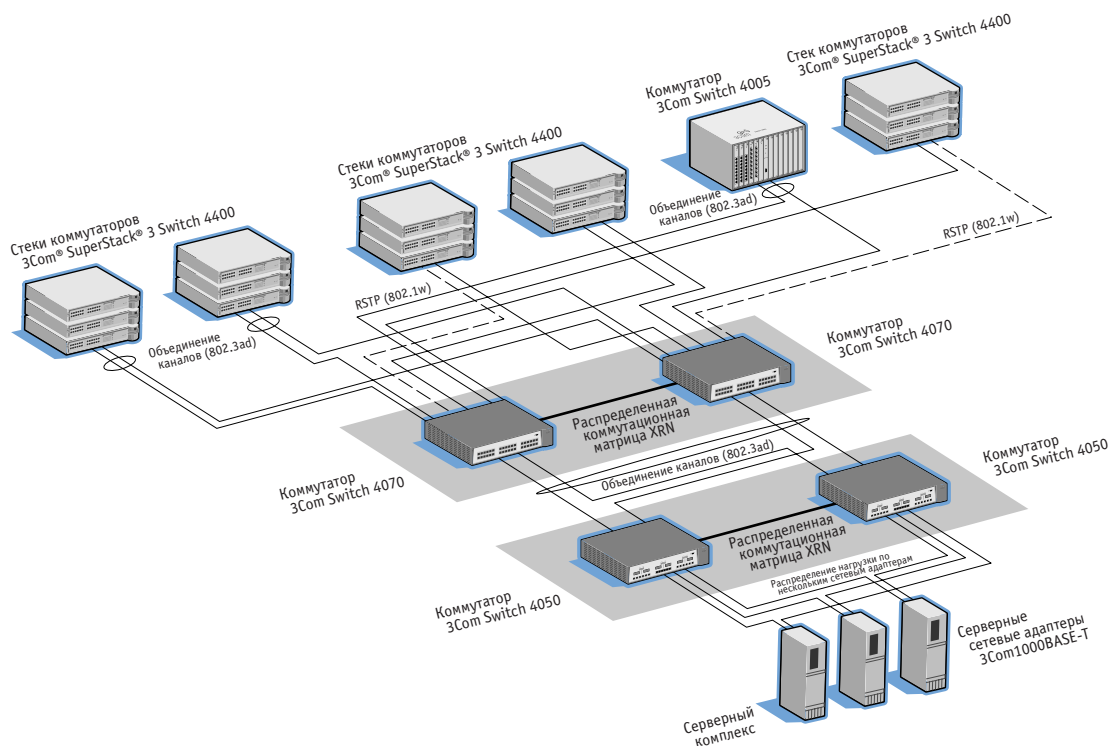 Стек коммутаторов
3Com® SuperStack® 3 Switch 4400
Коммутатор
3Com Switch 4005
Стеки коммутаторов
3Com® SuperStack® 3 Switch 4400
Объединение
каналов (802.3ad)
Стеки коммутаторов
3Com® SuperStack® 3 Switch 4400
RSTP (802.1w)
RSTP (802.1w)
Объединение
каналов (802.3ad)
Коммутатор
3Com Switch 4070
Распределенная
коммутационная
матрица XRN
Коммутатор
3Com Switch 4070
Объединение каналов (802.3ad)
Коммутатор
3Com Switch 4050
Распределенная
коммутационная
матрица XRN
Распределение нагрузки по
нескольким сетевым адаптерам
Коммутатор
3Com Switch 4050
Серверные
сетевые адаптеры
3Com1000BASE-T
Серверный
комплекс